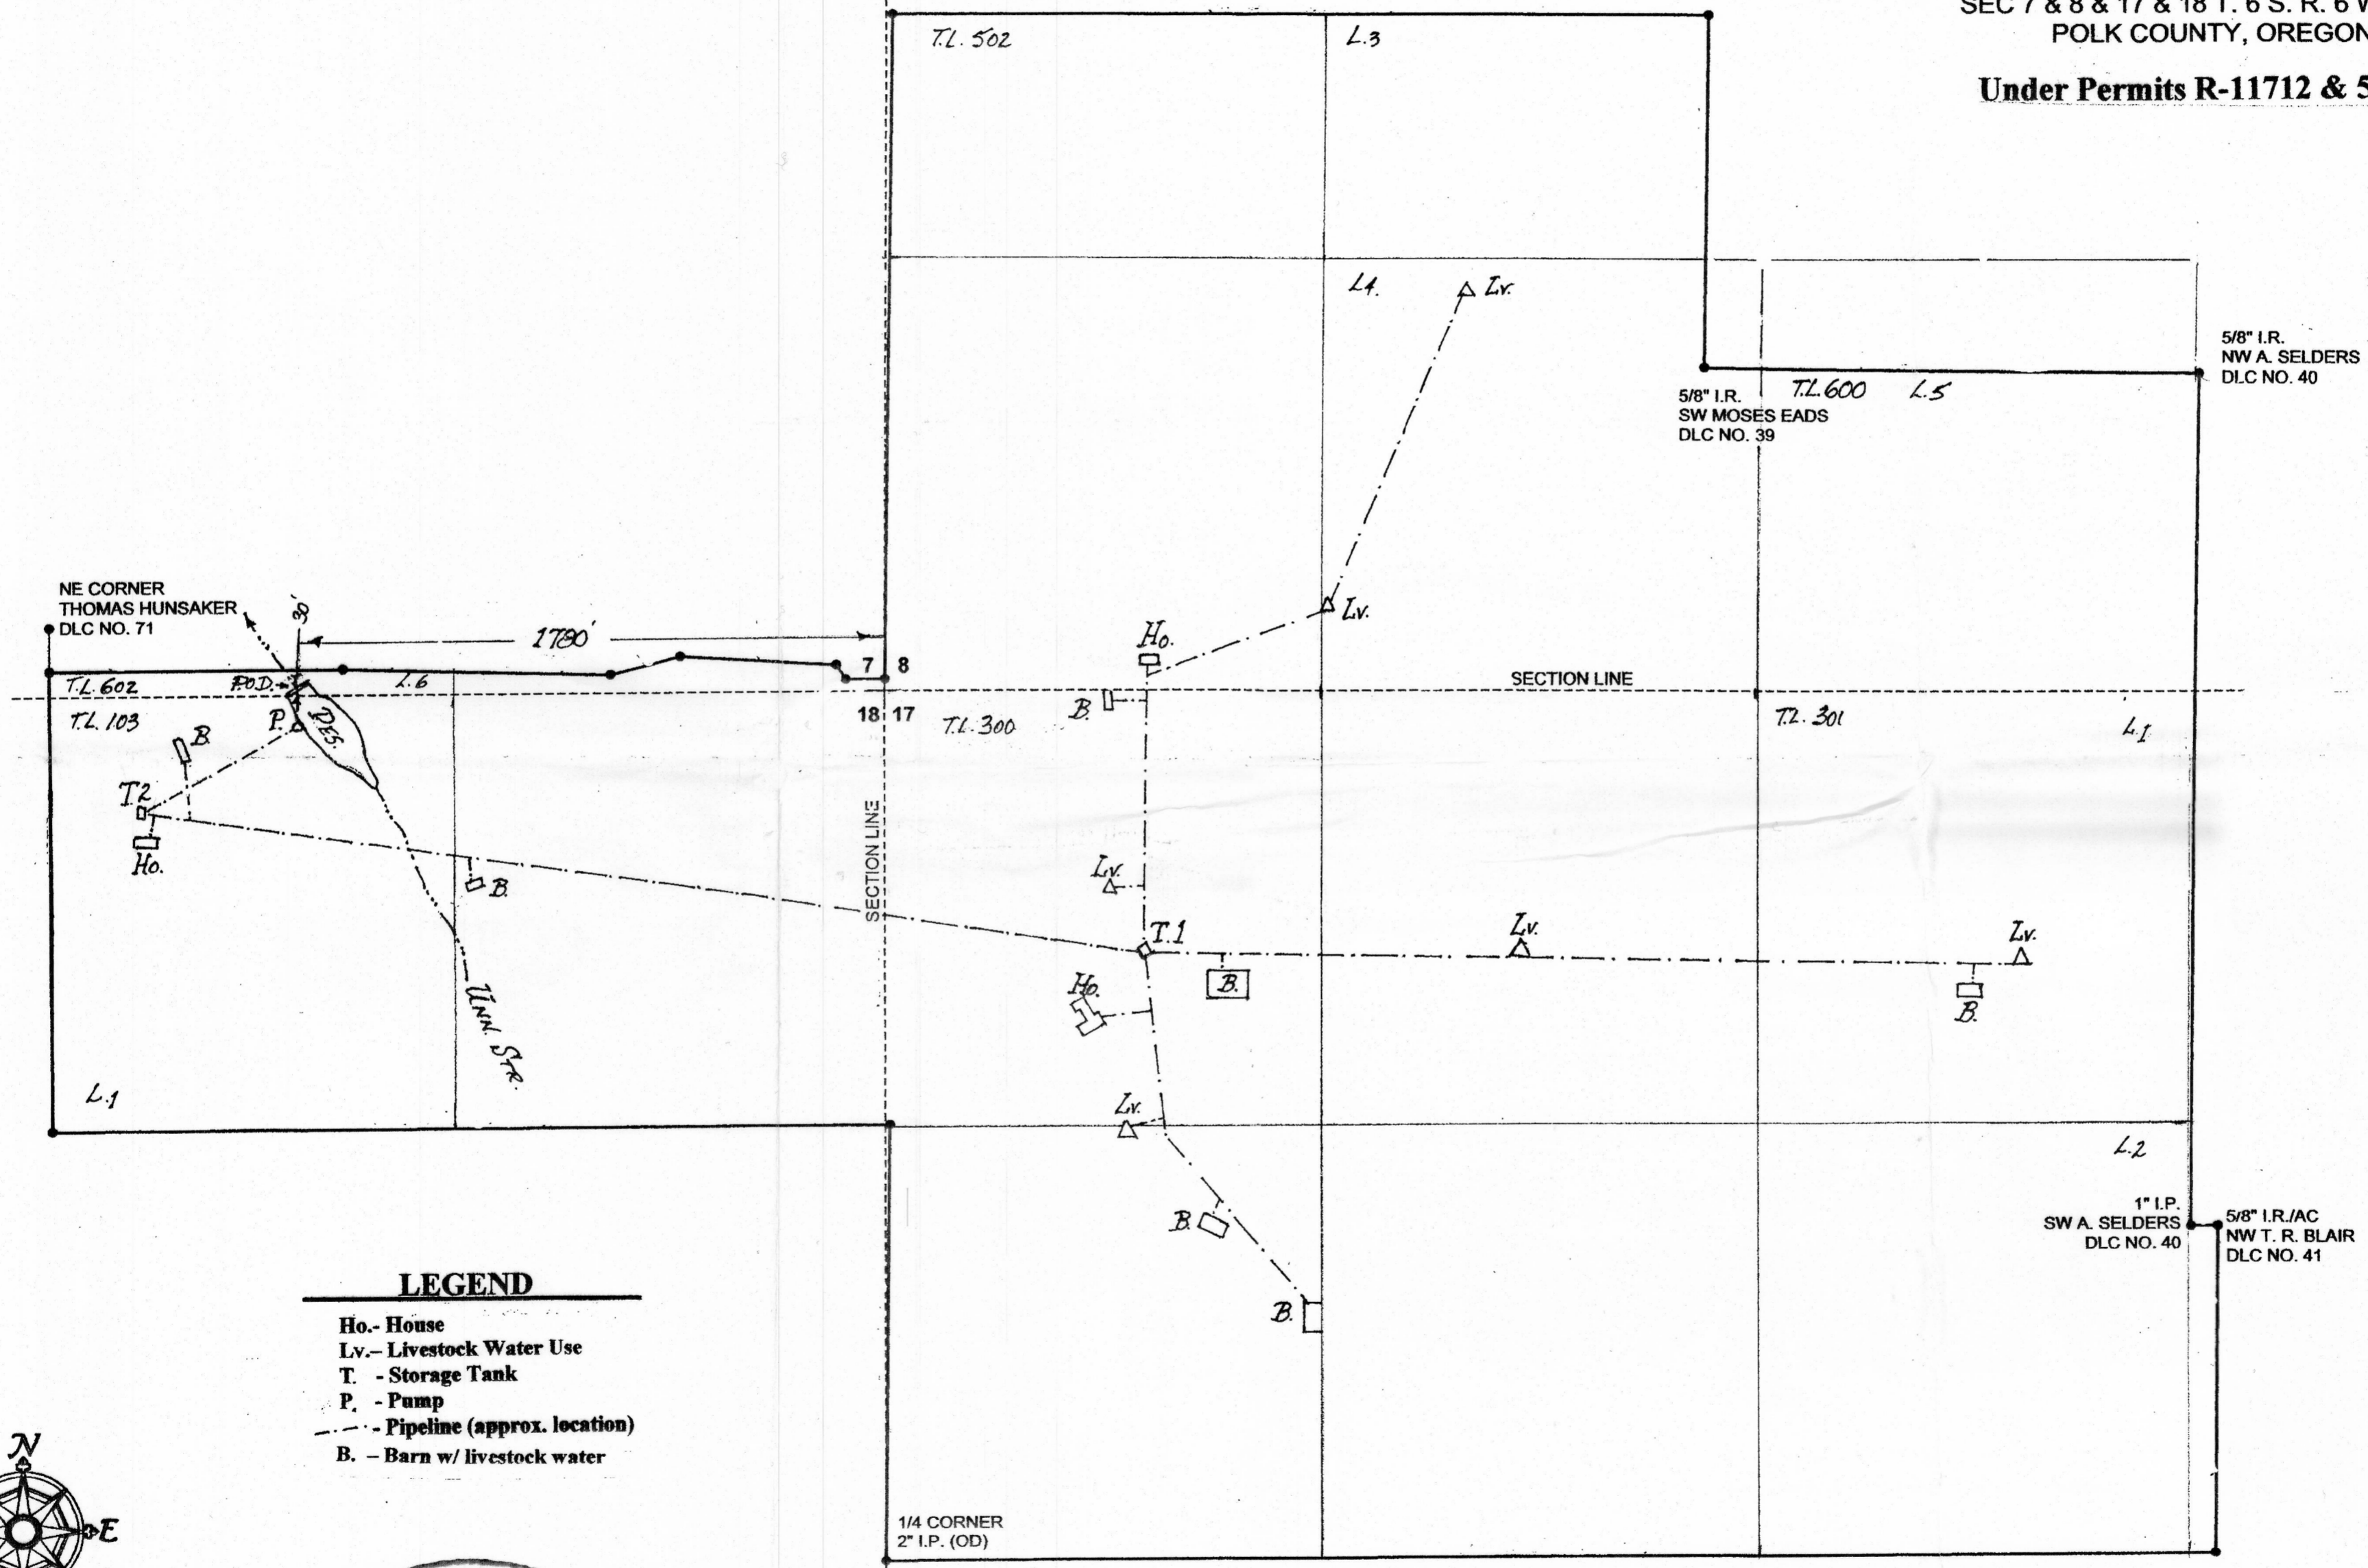 SEC 7 & 8 & 17 & 18 T. 6 S. R. 6 W
POLK COUNTY, OREGON
Under Permits R-11712 & 5
T.L. 502
L.3
L4.
Lv.
5/8" I.R.
NW A. SELDERS
DLC NO. 40
T.L. 600
L.5
5/8" I.R.
SW MOSES EADS
DLC NO. 39
NE CORNER
THOMAS HUNSAKER
DLC NO. 71
30'
1780'
Lv.
Ho.
7
8
T.L. 602
P.O.D.
L.6
SECTION LINE
18
17
T.L. 103
P.
RES.
B.
T.L. 300
B.
T.L. 301
L.1
T.2
Ho.
B.
SECTION LINE
Lv.
T.1
Lv.
Lv.
B.
B.
Ho.
UNN. STR.
L.1
Lv.
L.2
B.
1" I.P.
SW A. SELDERS
DLC NO. 40
5/8" I.R./AC
NW T. R. BLAIR
DLC NO. 41
B.
LEGEND
Ho.- House
Lv.– Livestock Water Use
T. - Storage Tank
P. - Pump
- Pipeline (approx. location)
B. – Barn w/ livestock water
N
E
1/4 CORNER
2" I.P. (OD)